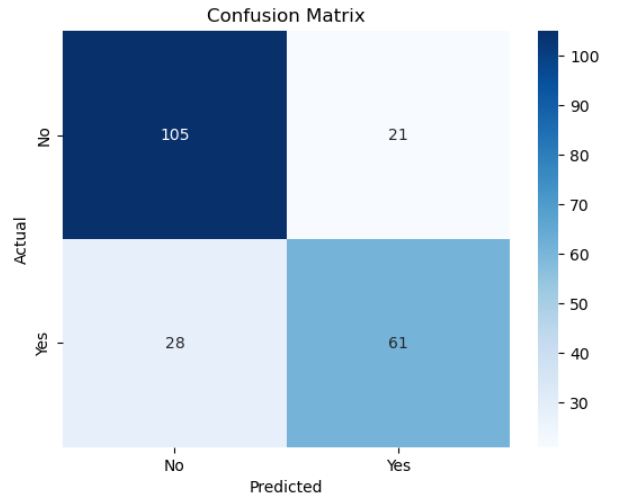 Confusion Matrix
No
105
21
Yes
28
61
Actual
No
Yes
Predicted
100
90
80
70
60
50
40
30